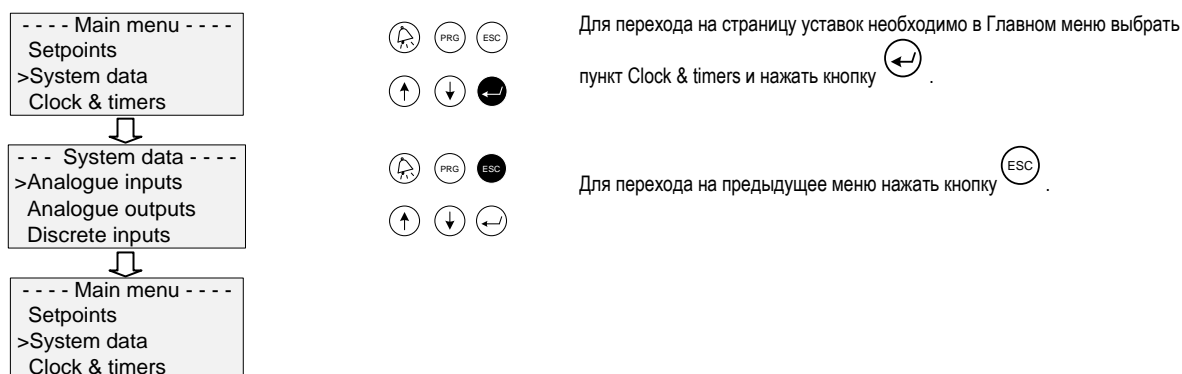 - - - - Main menu - - - -
Setpoints
>System data
Clock & timers
PRG ESC
Для перехода на страницу уставок необходимо в Главном меню выбрать
пункт Clock & timers и нажать кнопку .
- - - System data - - - -
>Analogue inputs
Analogue outputs
Discrete inputs
PRG ESC
Для перехода на предыдущее меню нажать кнопку ESC .
- - - - Main menu - - - -
Setpoints
>System data
Clock & timers